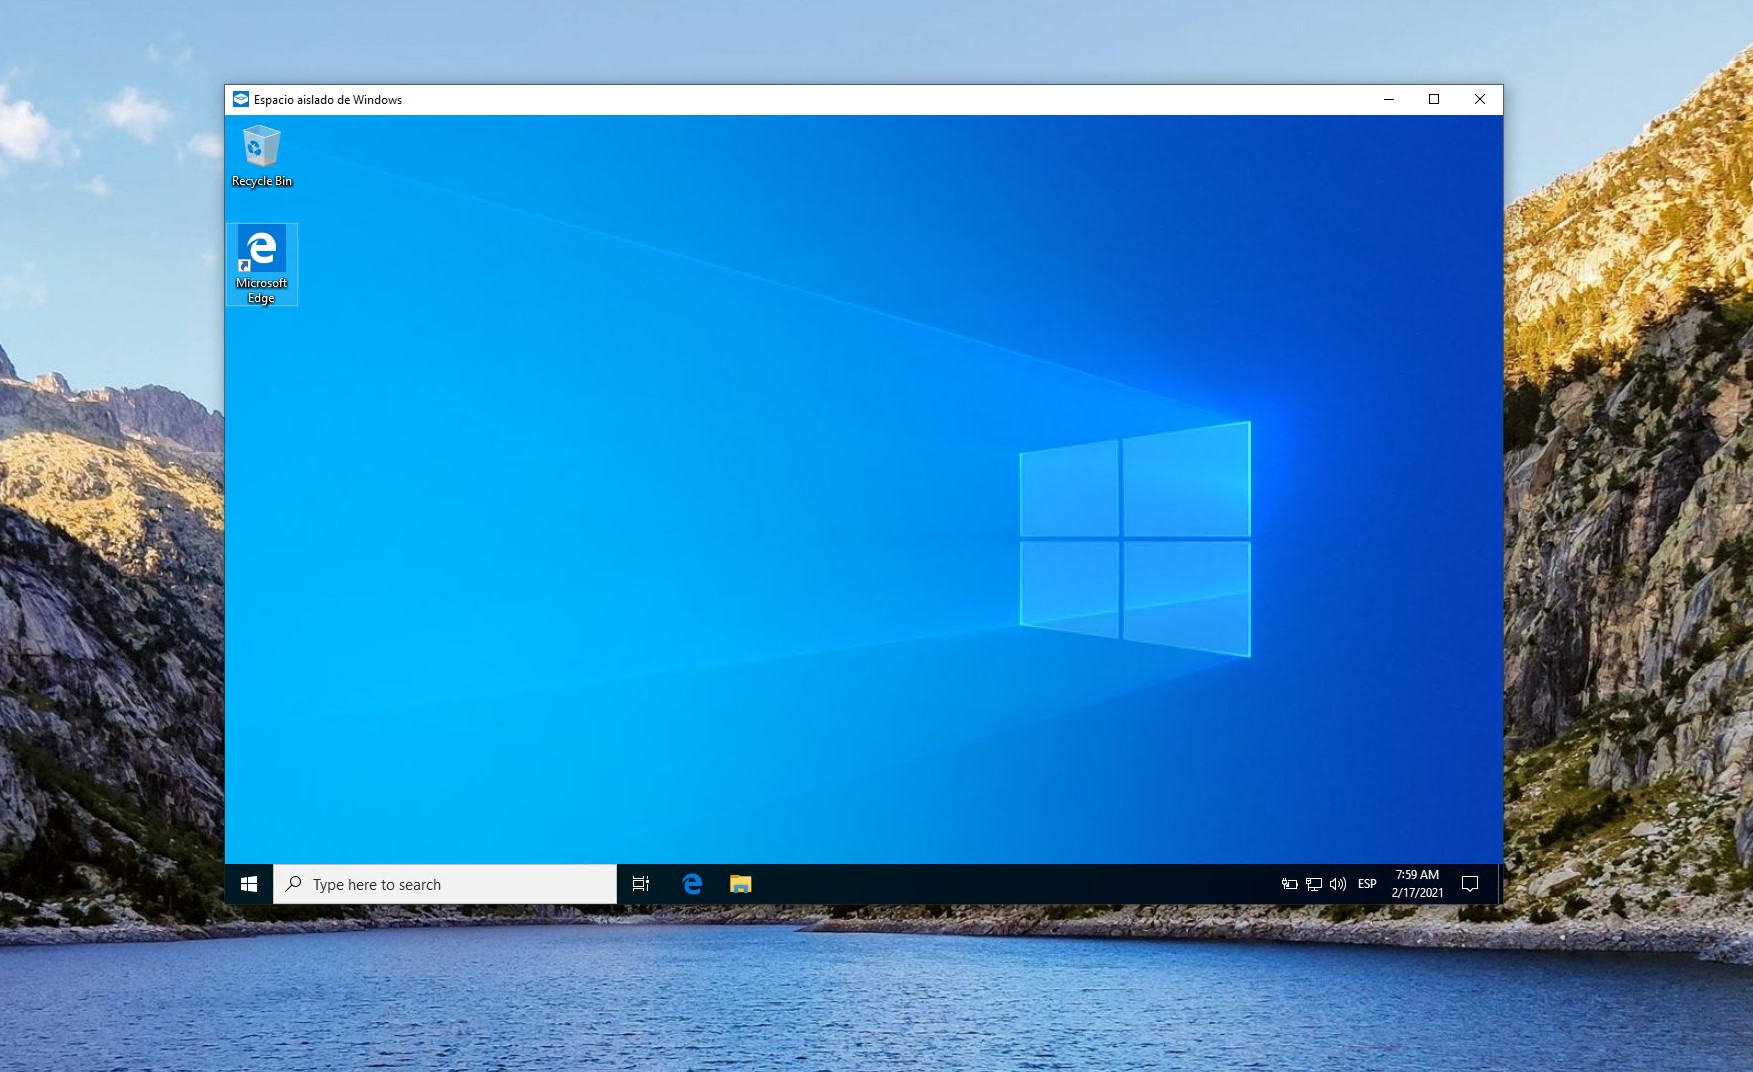 Espacio aislado de Windows
Recycle Bin
Microsoft
Edge
Type here to search
ESP
7:59 AM
2/17/2021